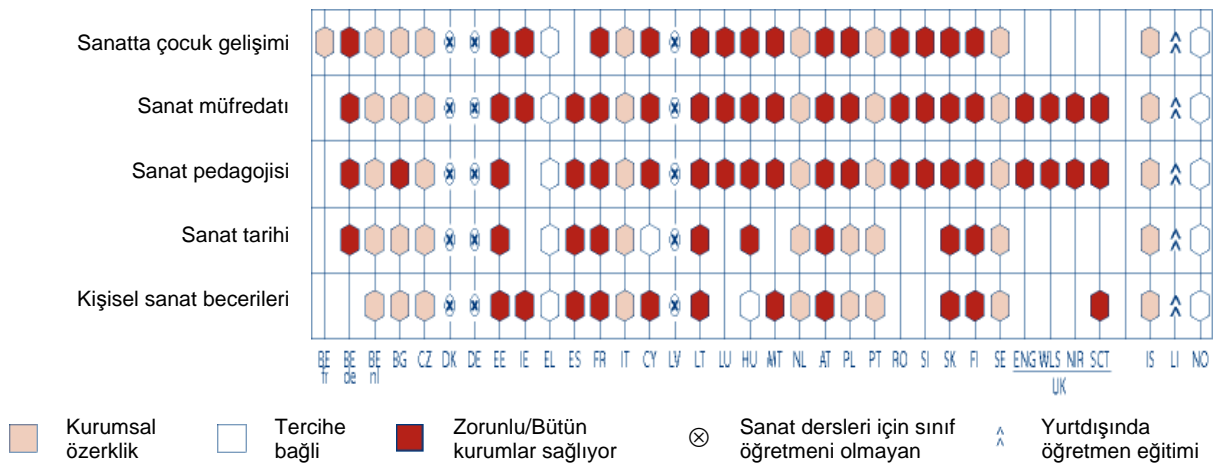 Sanatta çocuk gelişimi
Sanat müfredatı
Sanat pedagojisi
Sanat tarihi
Kişisel sanat becerileri
BE fr BE de BE nl BG CZ DK DE EE IE EL ES FR IT CY LV LT LU HU MT NL AT PL PT RO SI SK FI SE ENG WLS NIR SCT IS LI NO
UK
Kurumsal özerklik
Tercihe bağli
Zorunlu/Bütün kurumlar sağlıyor
Sanat dersleri için sınıf öğretmeni olmayan
Yurtdışında öğretmen eğitimi